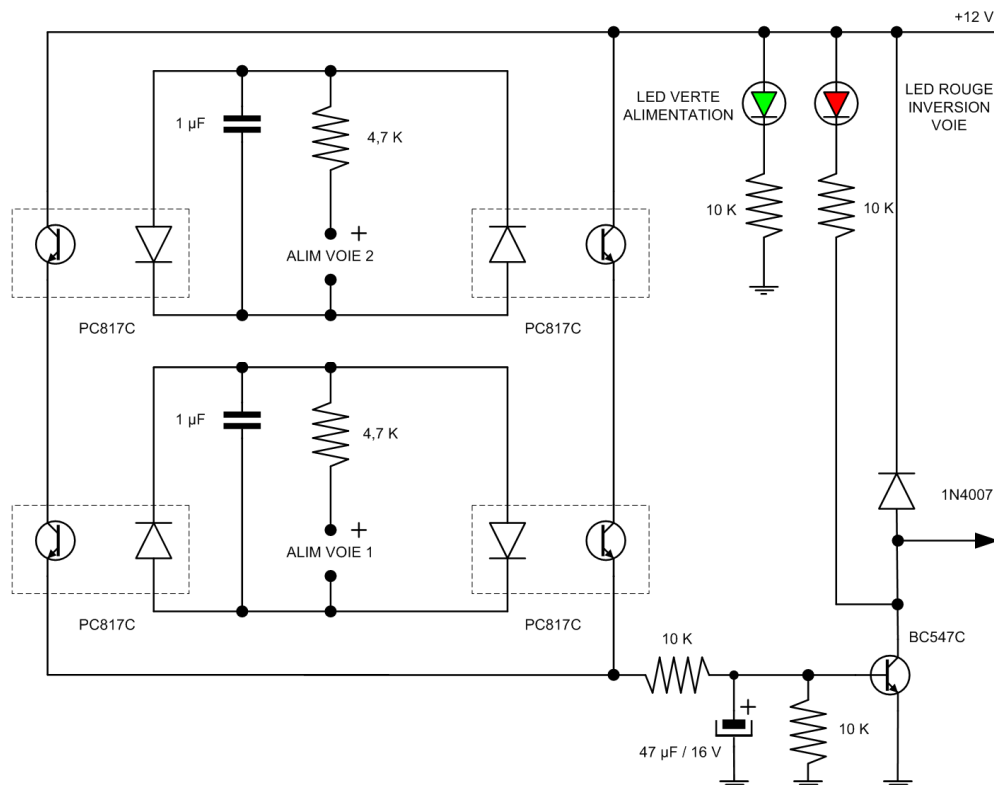 +12 V
LED VERTE
ALIMENTATION
LED ROUGE
INVERSION
VOIE
1 µF
4,7 K
+
ALIM VOIE 2
10 K
10 K
PC817C
PC817C
1 µF
4,7 K
1N4007
+
ALIM VOIE 1
PC817C
PC817C
10 K
BC547C
+
47 µF / 16 V
10 K